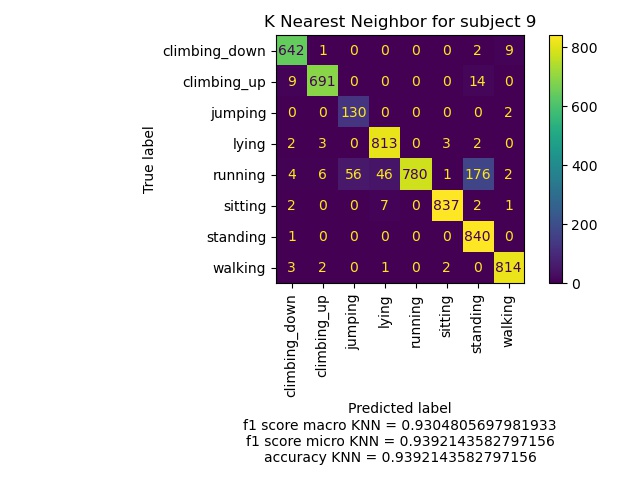 K Nearest Neighbor for subject 9
climbing_down 642 1 0 0 0 0 2 9
climbing_up 9 691 0 0 0 0 14 0
jumping 0 0 130 0 0 0 0 2
lying 2 3 0 813 0 3 2 0
running 4 6 56 46 780 1 176 2
sitting 2 0 0 7 0 837 2 1
standing 1 0 0 0 0 0 840 0
walking 3 2 0 1 0 2 0 814
True label
climbing_down climbing_up jumping lying running sitting standing walking
Predicted label
800
600
400
200
0
f1 score macro KNN = 0.9304805697981933
f1 score micro KNN = 0.9392143582797156
accuracy KNN = 0.9392143582797156